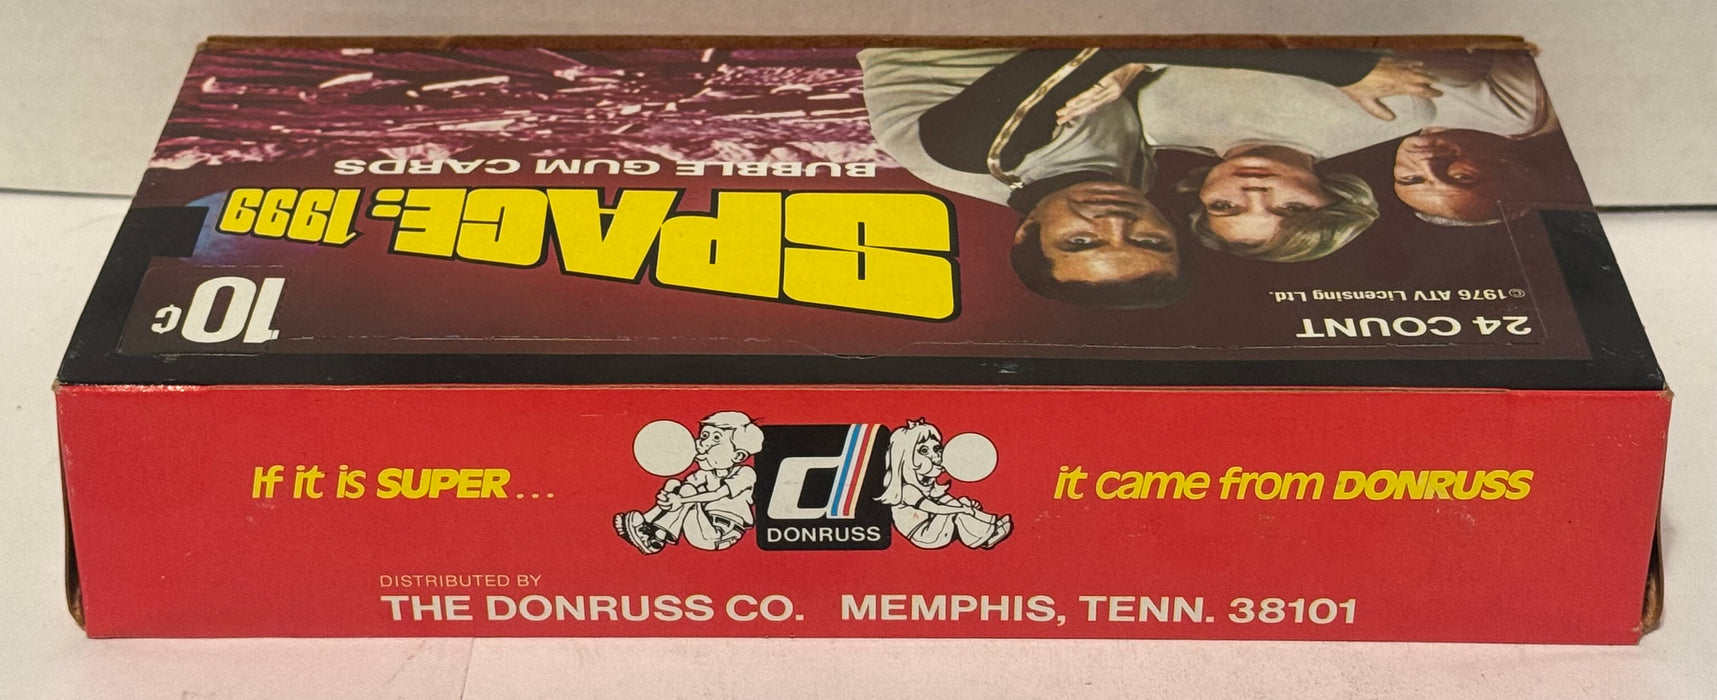 24 COUNT
©1976 ATV Licensing Ltd.
10¢
SPACE: 1999
BUBBLE GUM CARDS
If it is SUPER...
d
DONRUSS
it came from DONRUSS
DISTRIBUTED BY
THE DONRUSS CO. MEMPHIS, TENN. 38101